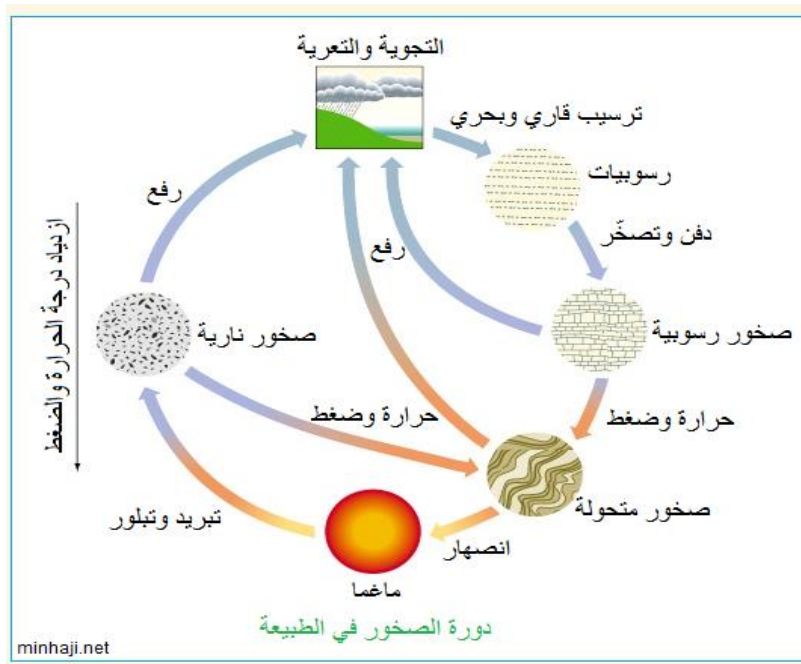 التجوية والتعرية
ترسيب قاري وبحري
رسوبيات
دفن وتصخّر
رفع
رفع
ازدياد درجة الحرارة والضغط
صخور نارية
صخور رسوبية
حرارة وضغط
حرارة وضغط
صخور متحولة
تبريد وتبلور
انصهار
ماغما
دورة الصخور في الطبيعة
minhaji.net